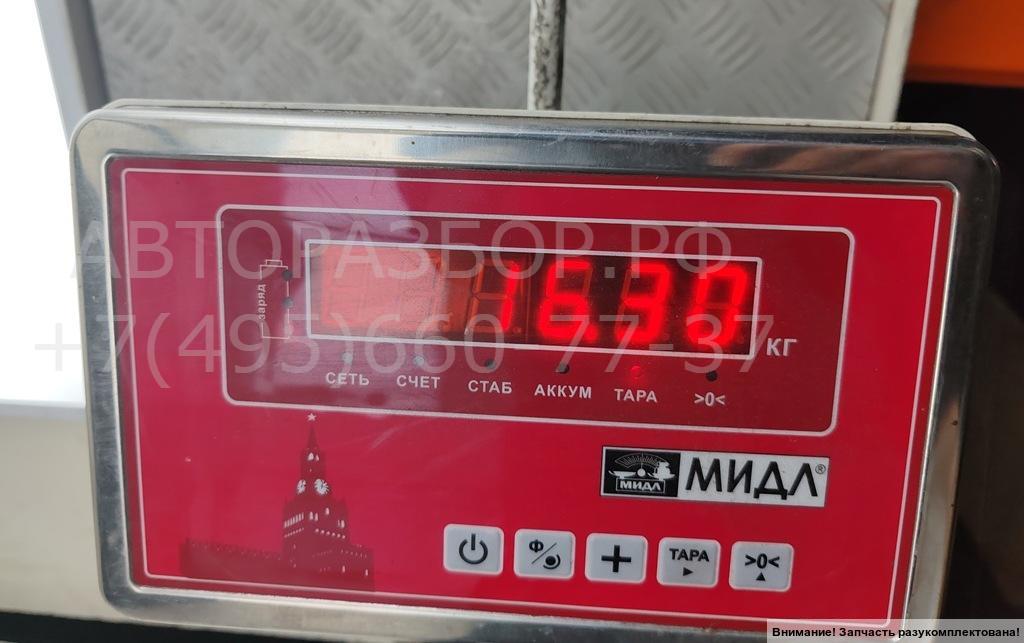 АВТОРАЗБОР.РФ
+7(495)660-77-37
заряд
16.30
КГ
СЕТЬ СЧЕТ СТАБ АККУМ ТАРА >0<
МИДЛ МИДЛ®
Ф ТАРА >0<
Внимание! Запчасть разукомплектована!